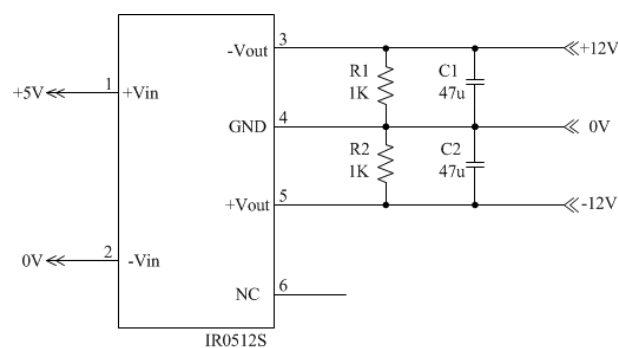 -Vout 3 +12V
R1 C1
1K 47u
+5V 1 +Vin
GND 4 0V
R2 C2
1K 47u
+Vout 5 -12V
0V 2 -Vin
NC 6
IR0512S